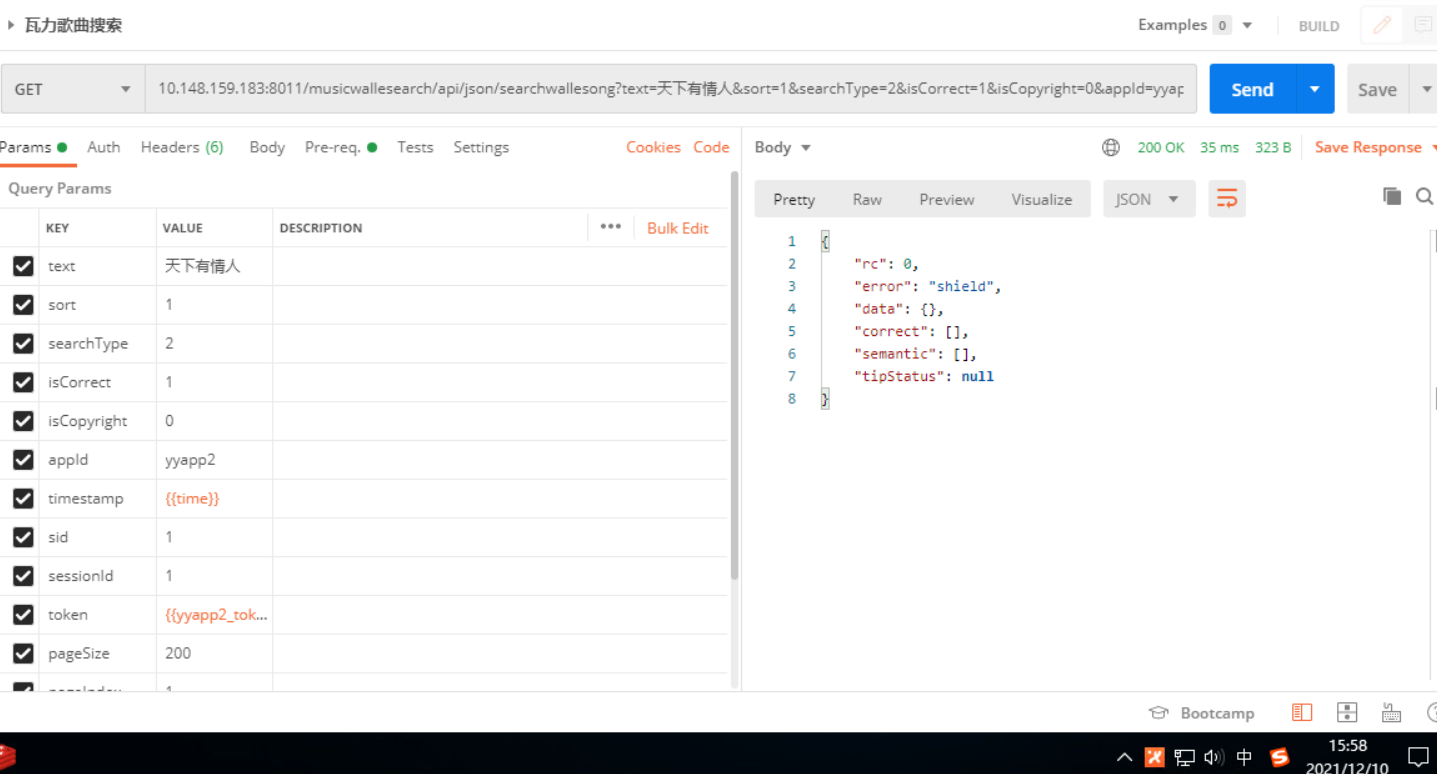 瓦力歌曲搜索
Examples 0
BUILD
GET
10.148.159.183:8011/musicwallesearch/api/json/searchwallesong?text=天下有情人&sort=1&searchType=2&isCorrect=1&isCopyright=0&appId=yyap
Send
Save
Params
Auth
Headers (6)
Body
Pre-req.
Tests
Settings
Cookies
Code
Query Params
KEY VALUE DESCRIPTION
Bulk Edit
text 天下有情人
sort 1
searchType 2
isCorrect 1
isCopyright 0
appId yyapp2
timestamp {{time}}
sid 1
sessionId 1
token {{yyapp2_tok...
pageSize 200
pageIndex 1
Body
200 OK 35 ms 323 B
Save Response
Pretty Raw Preview Visualize
JSON
1 {
2 "rc": 0,
3 "error": "shield",
4 "data": {},
5 "correct": [],
6 "semantic": [],
7 "tipStatus": null
8 }
Bootcamp
中
15:58
2021/12/10